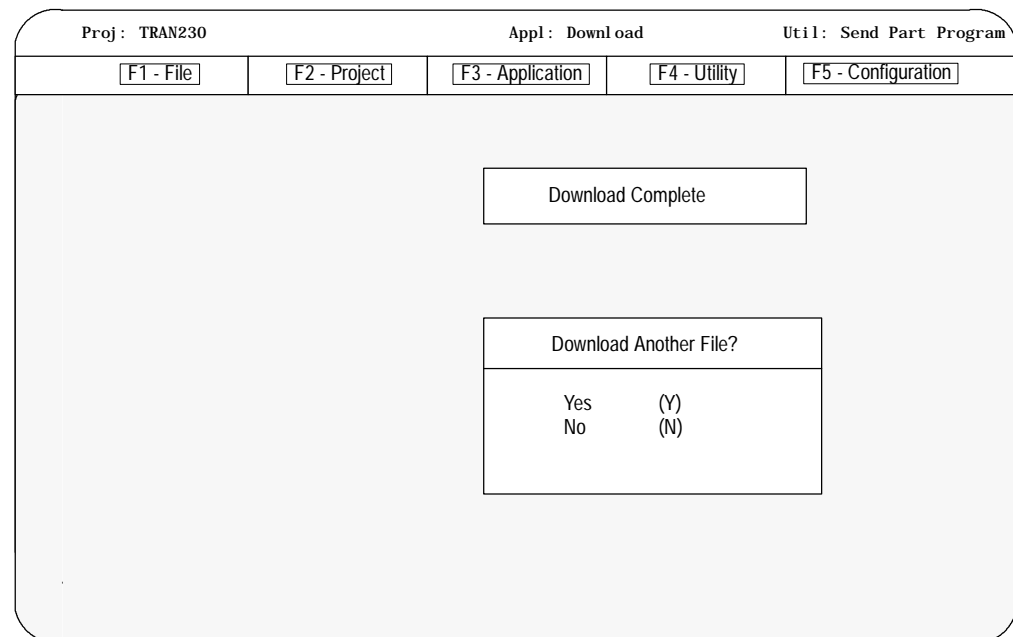 Proj: TRAN230 Appl: Download Util: Send Part Program
F1 - File F2 - Project F3 - Application F4 - Utility F5 - Configuration
Download Complete
Download Another File?
Yes (Y)
No (N)